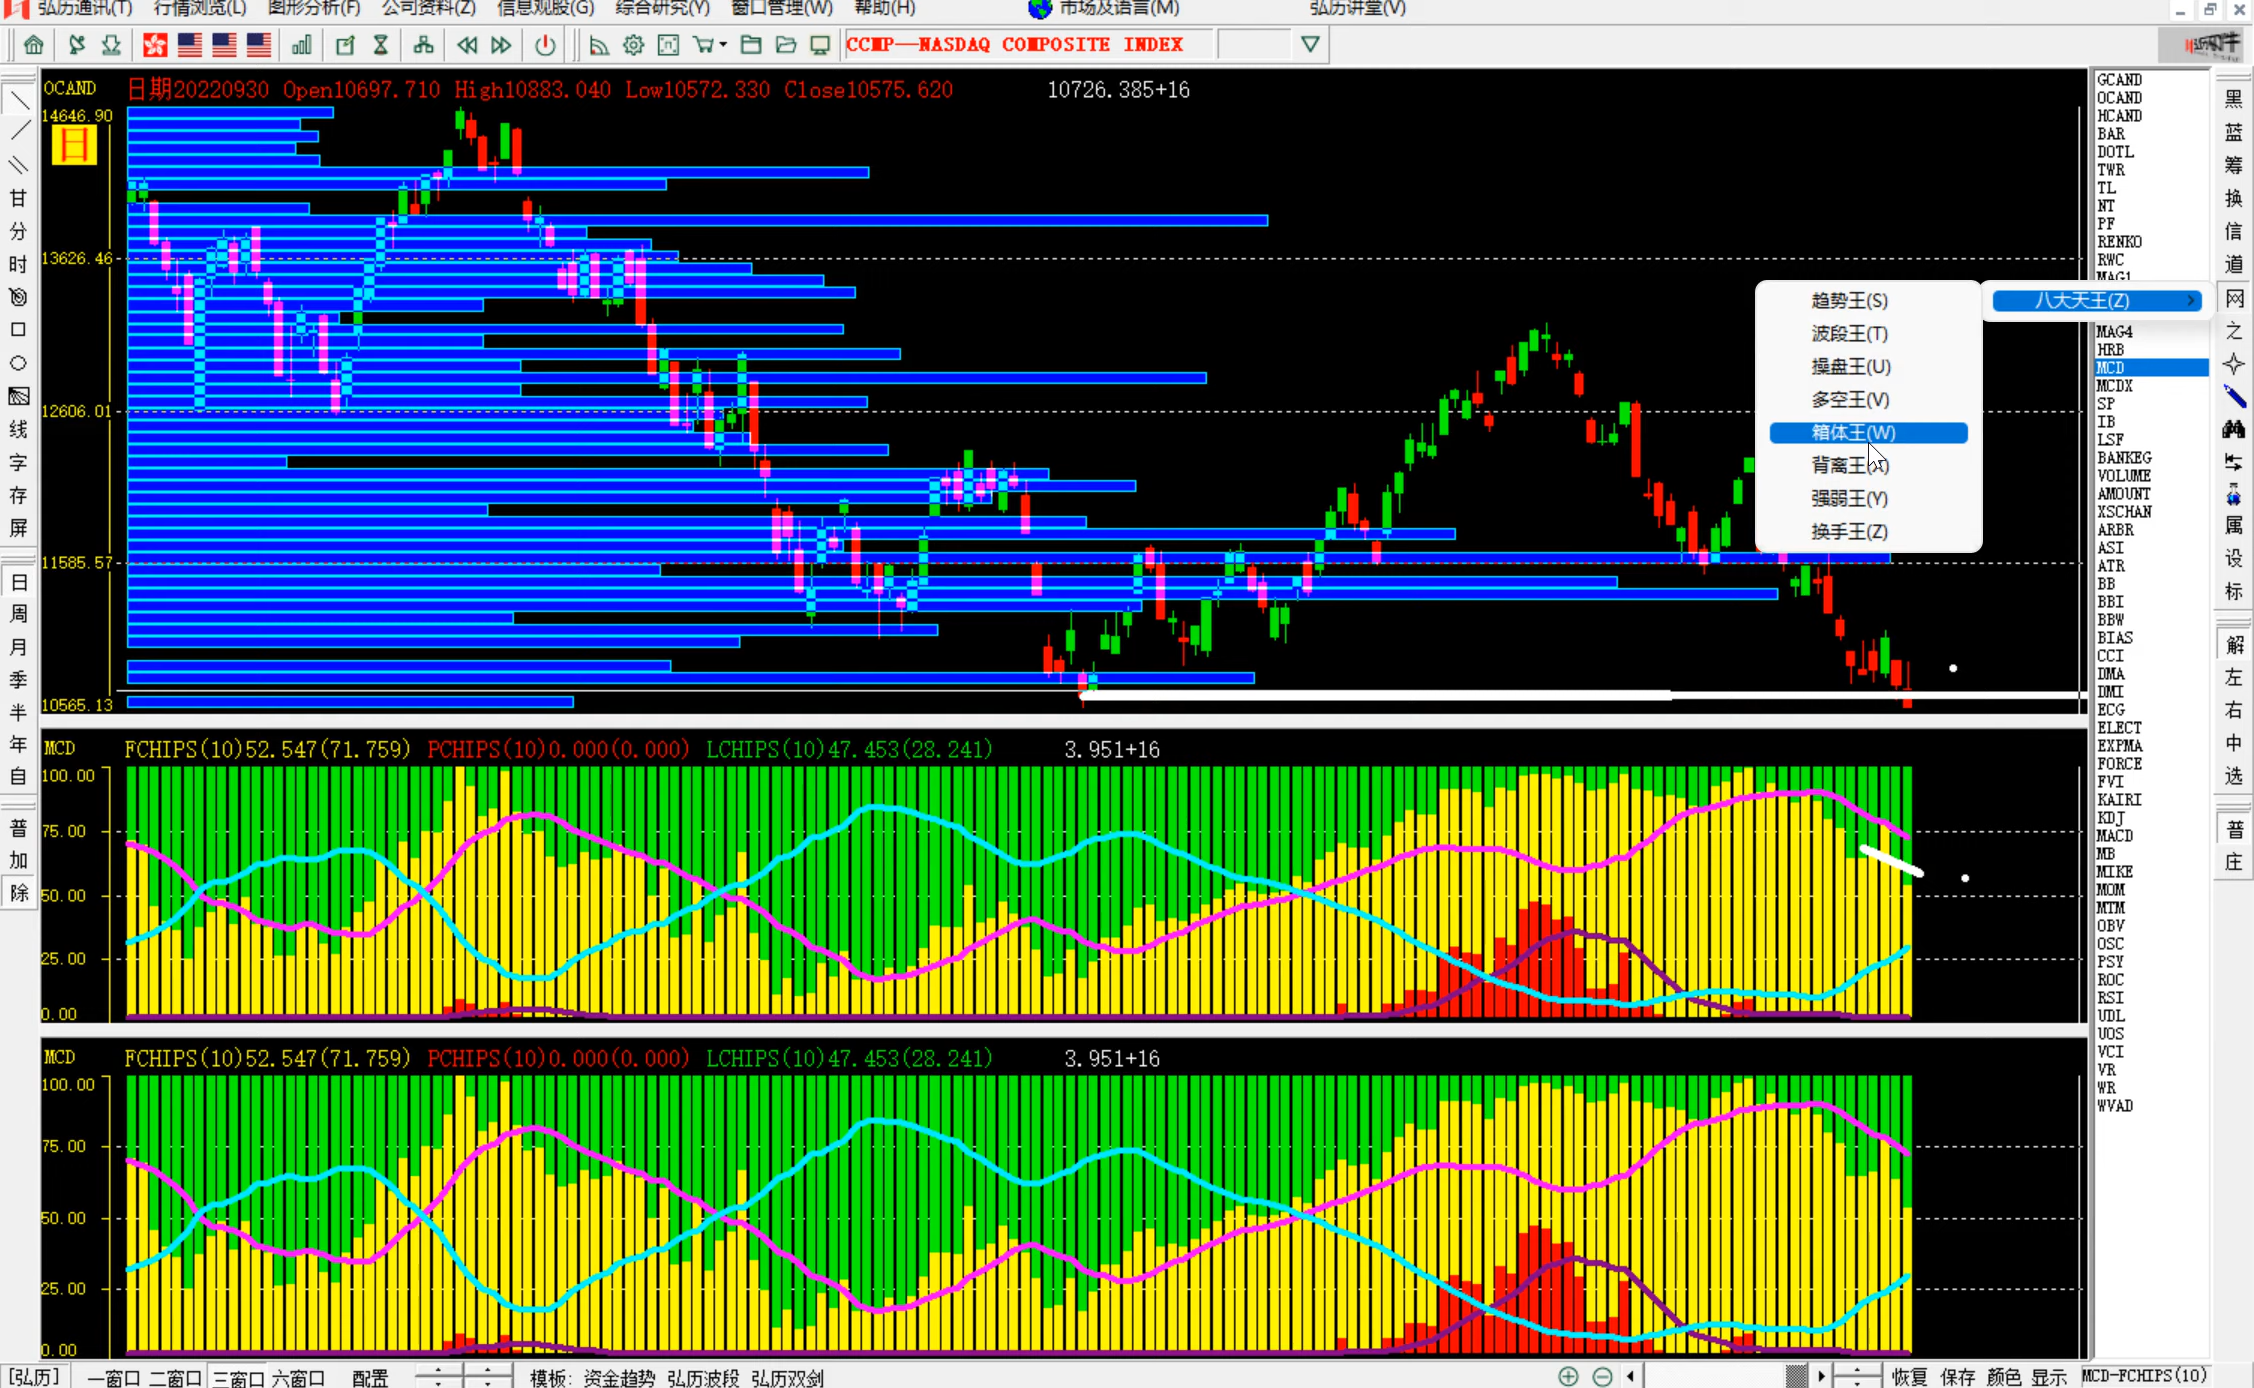 弘历通讯(T) 行情浏览(L) 图形分析(F) 公司资料(Z) 信息观股(G) 综合研究(Y) 窗口管理(W) 帮助(H) 市场及语言(M) 弘历讲堂(V)
CCMP—NASDAQ COMPOSITE INDEX
OCAND 日期20220930 Open10697.710 High10883.040 Low10572.330 Close10575.620 10726.385+16
14646.90
日
13626.46
12606.01
11585.57
10565.13
趋势王(S)
波段王(T)
操盘王(U)
多空王(V)
箱体王(W)
背离王(X)
强弱王(Y)
换手王(Z)
八大天王(Z)
MCD FCHIPS(10)52.547(71.759) PCHIPS(10)0.000(0.000) LCHIPS(10)47.453(28.241) 3.951+16
100.00
75.00
50.00
25.00
0.00
MCD FCHIPS(10)52.547(71.759) PCHIPS(10)0.000(0.000) LCHIPS(10)47.453(28.241) 3.951+16
100.00
75.00
50.00
25.00
0.00
甘
分
时
线
字
存
屏
日
周
月
季
半
年
自
普
加
除
GCAND
OCAND
HCAND
BAR
DOTL
TWR
TL
NT
PF
RENKO
RWC
MAG1
MAG4
HRB
MCD
MCDX
SP
IB
LSF
BANKEG
VOLUME
AMOUNT
XSCHAN
ARBR
ASI
ATR
BB
BBI
BBW
BIAS
CCI
DMA
DMI
ECG
ELECT
EXPMA
FORCE
FVI
KAIRI
KDJ
MACD
MB
MIKE
MOM
MTM
OBV
OSC
PSY
ROC
RSI
UDL
UOS
VCI
VR
WR
WVAD
黑
蓝
筹
换
信
道
网
之
属
设
标
解
左
右
中
选
普
庄
[弘历] 一窗口 二窗口 三窗口 六窗口 配置 模板: 资金趋势 弘历波段 弘历双剑 恢复 保存 颜色 显示 MCD-FCHIPS(10)